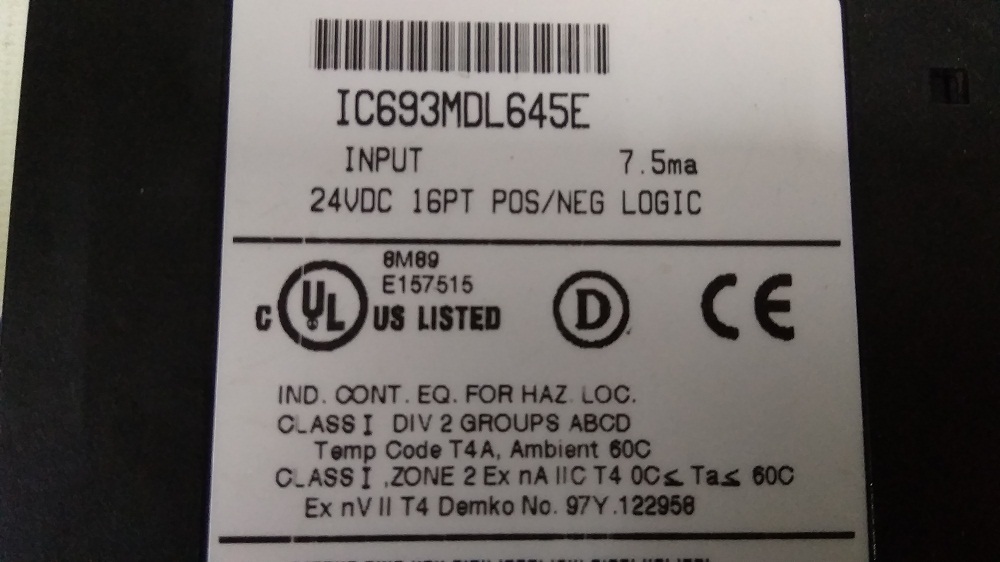 IC693MDL645E
INPUT 7.5ma
24VDC 16PT POS/NEG LOGIC
8M89
E157515
C UL US LISTED
D
CE
IND. CONT. EQ. FOR HAZ. LOC.
CLASS I DIV 2 GROUPS ABCD
Temp Code T4A, Ambient 60C
CLASS I ,ZONE 2 Ex nA IIC T4 0C≤ Ta≤ 60C
Ex nV II T4 Demko No. 97Y.122958